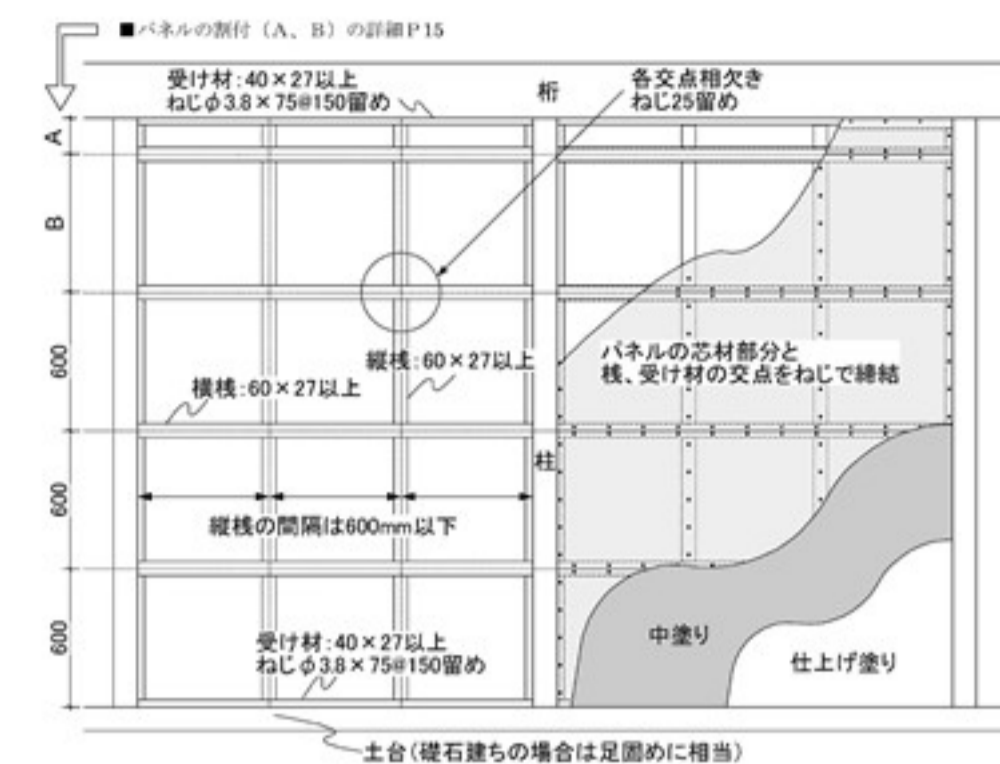 ■パネルの割付（A、B）の詳細P15
受け材：40×27以上
ねじφ3.8×75@150留め
桁
各交点相欠き
ねじ25留め
A
B
600
600
600
縦桟：60×27以上
横桟：60×27以上
パネルの芯材部分と
桟、受け材の交点をねじで締結
柱
縦桟の間隔は600mm以下
受け材：40×27以上
ねじφ3.8×75@150留め
中塗り
仕上げ塗り
土台（礎石建ちの場合は足固めに相当）